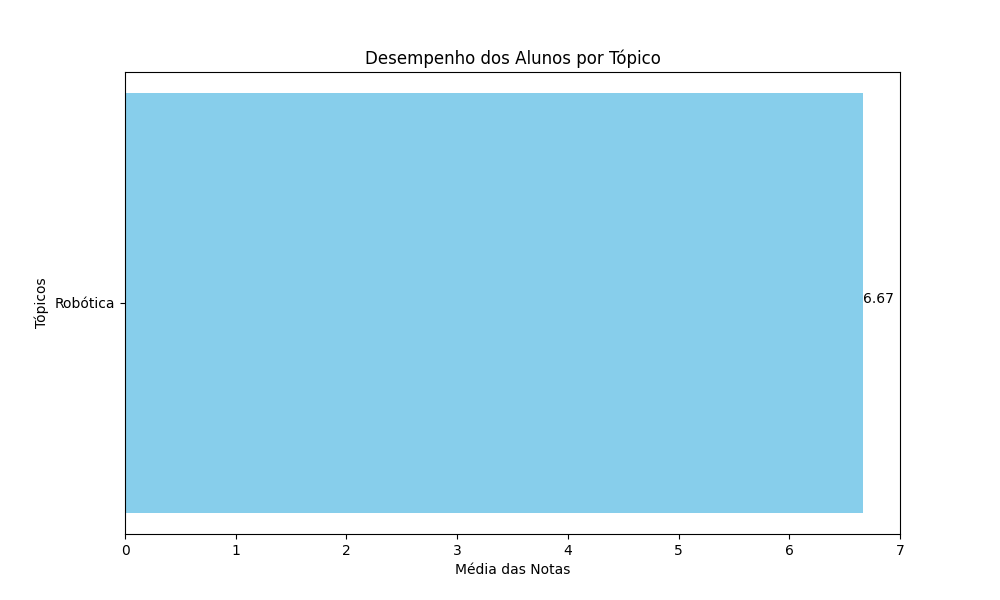 Desempenho dos Alunos por Tópico
Tópicos
Robótica
6.67
0 1 2 3 4 5 6 7
Média das Notas